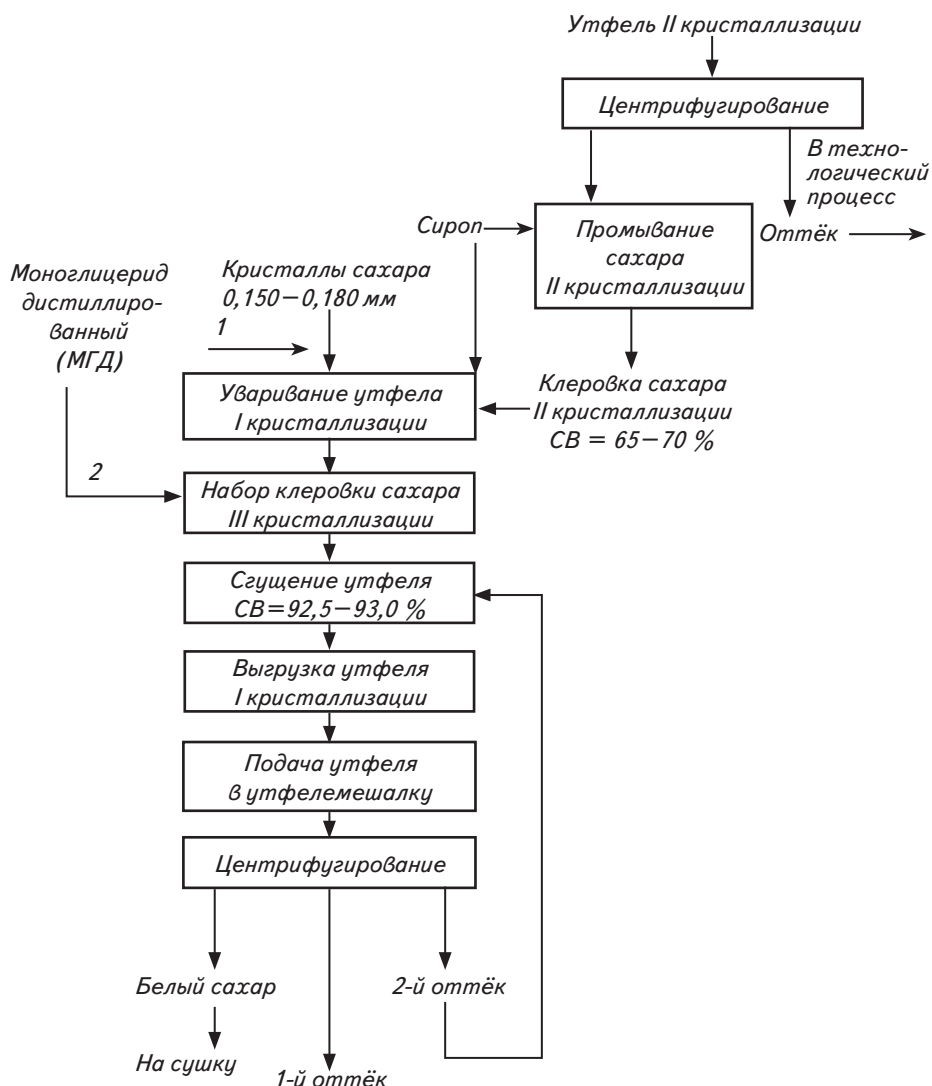 Утфель II кристаллизации
Центрифугирование
В техно-
логический
процесс
Сироп
Промывание
сахара
II кристаллизации
Оттёк
Моноглицерид
дистиллиро-
ванный
(МГД)
Кристаллы сахара
0,150–0,180 мм
1
Уваривание утфела
I кристаллизации
Клеровка сахара
II кристаллизации
СВ = 65–70 %
2
Набор клеровки сахара
III кристаллизации
Сгущение утфеля
СВ=92,5–93,0 %
Выгрузка утфеля
I кристаллизации
Подача утфеля
в утфелемешалку
Центрифугирование
Белый сахар
2-й оттёк
На сушку
1-й оттёк